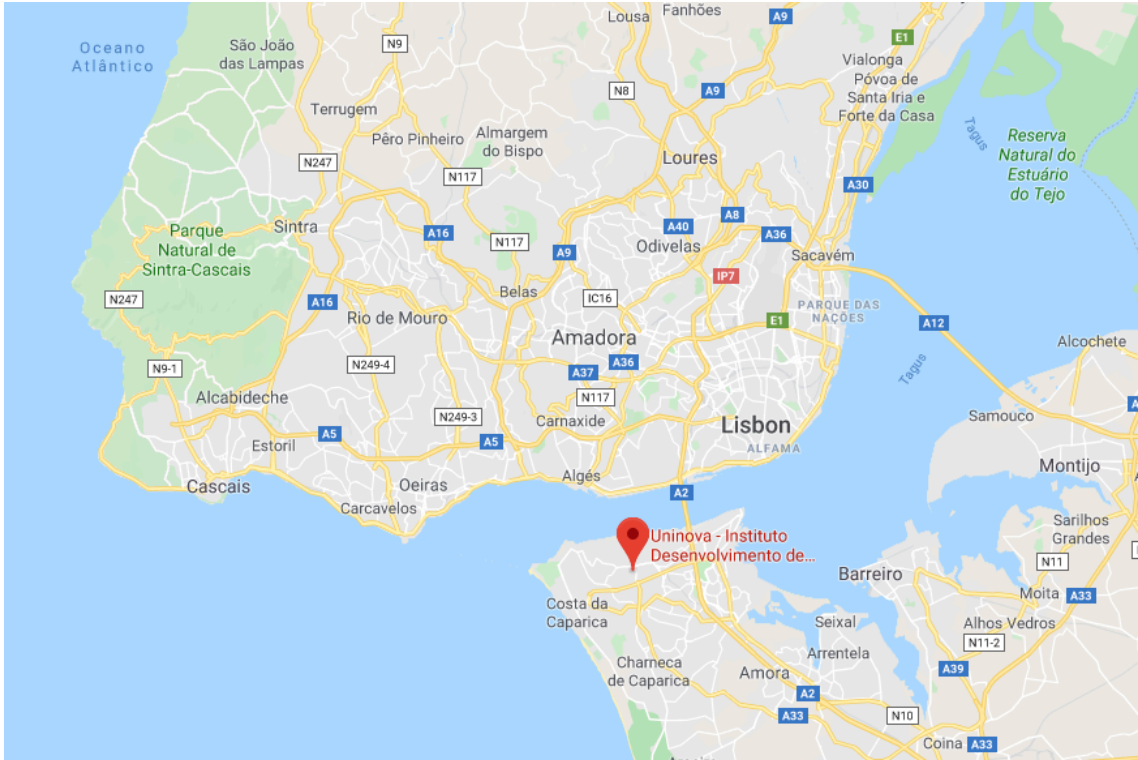 Oceano
Atlântico
São João
das Lampas
N9
Lousa
Fanhões
A9
E1
Vialonga
Póvoa de
Santa Iria e
Forte da Casa
N8
A9
Terrugem
Pêro Pinheiro
Almargem
do Bispo
Tagus
Reserva
Natural do
Estuário
do Tejo
N247
N117
Loures
A30
Parque
Natural de
Sintra-Cascais
Sintra
A16
N117
A9
A40
A8
A36
Odivelas
Sacavém
IP7
N247
A16
Belas
IC16
PARQUE DAS
NAÇÕES
Rio de Mouro
Amadora
E1
A12
Alcochete
N9-1
N249-4
A37
A36
Tagus
Alcabideche
N117
N249-3
Carnaxide
Lisbon
ALFAMA
Samouco
A
Estoril
A5
A5
Algés
Montijo
Cascais
Oeiras
Carcavelos
A2
Sarilhos
Grandes
Uninova - Instituto
Desenvolvimento de...
N11
Barreiro
Moita
A33
Costa da
Caparica
Seixal
Alhos Vedros
N11-2
Arrentela
Charneca
de Caparica
Amora
A39
A2
A33
N10
Coina
A33